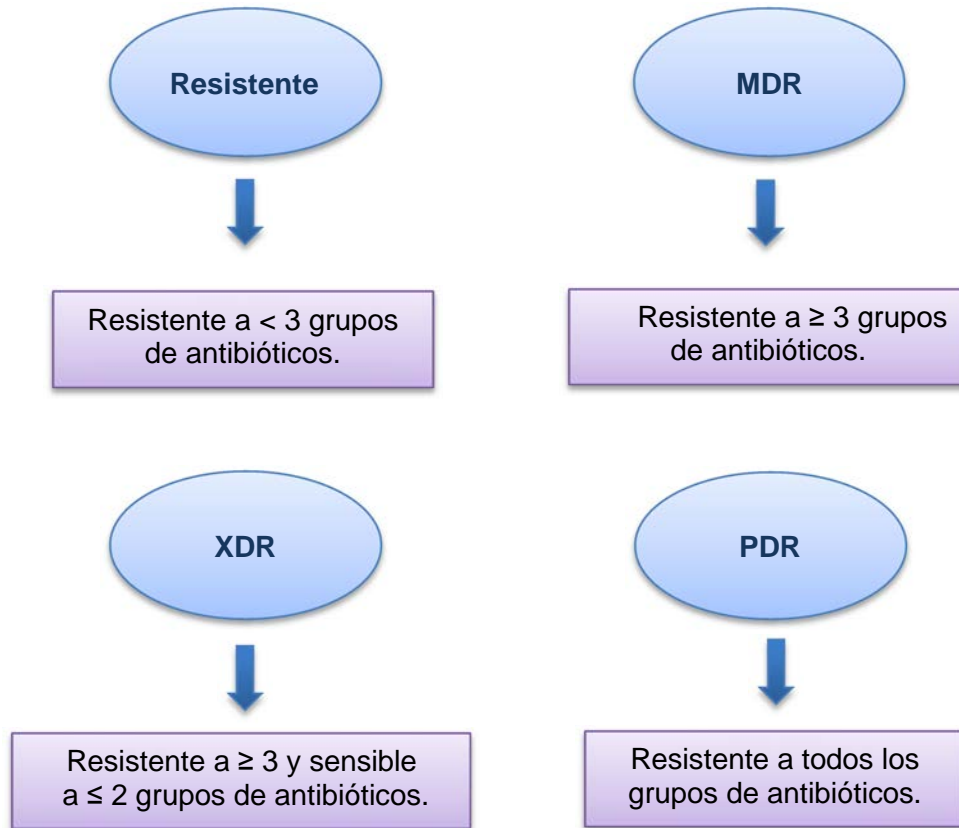 Resistente
Resistente a < 3 grupos
de antibióticos.
MDR
Resistente a ≥ 3 grupos
de antibióticos.
XDR
Resistente a ≥ 3 y sensible
a ≤ 2 grupos de antibióticos.
PDR
Resistente a todos los
grupos de antibióticos.